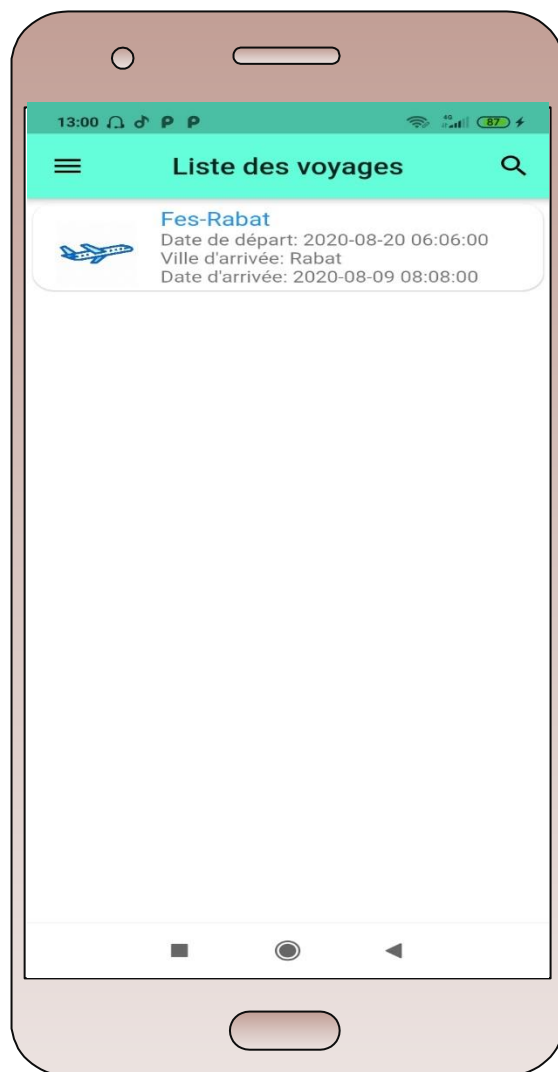 13:00
4G
87
Liste des voyages
Fes-Rabat
Date de départ: 2020-08-20 06:06:00
Ville d'arrivée: Rabat
Date d'arrivée: 2020-08-09 08:08:00